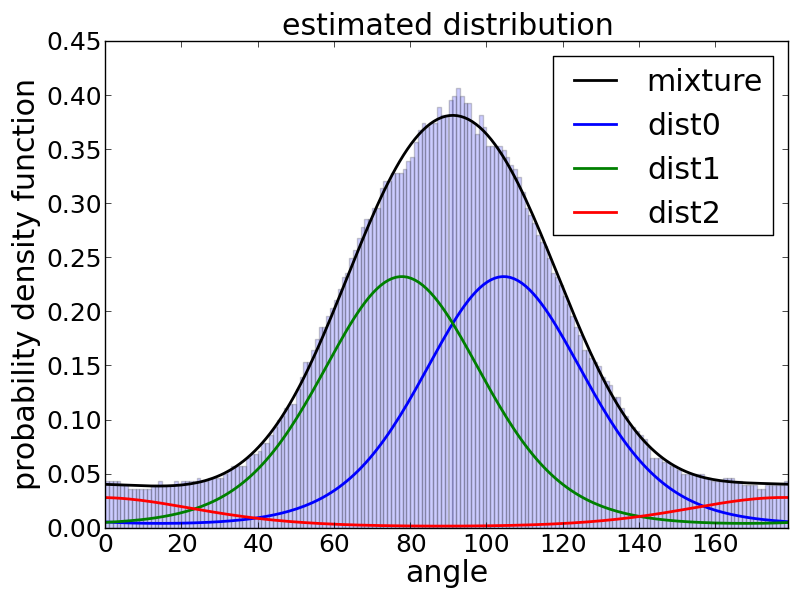 estimated distribution
0.45
0.40
0.35
0.30
0.25
0.20
0.15
0.10
0.05
0.00
probability density function
mixture
dist0
dist1
dist2
0 20 40 60 80 100 120 140 160
angle